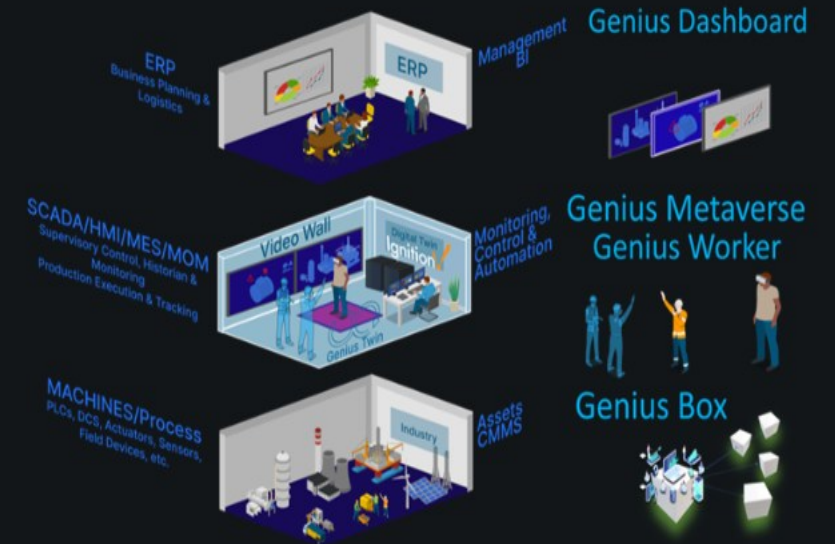 ERP
Business Planning &
Logistics
ERP
Management
BI
Genius Dashboard
SCADA/HMI/MES/MOM
Supervisory Control, Historian &
Monitoring
Production Execution & Tracking
Video Wall
Digital Twin
Ignition
Genius Twin
Monitoring,
Control &
Automation
Genius Metaverse
Genius Worker
MACHINES/Process
PLCs, DCS, Actuators, Sensors,
Field Devices, etc.
Industry
Assets
CMMS
Genius Box